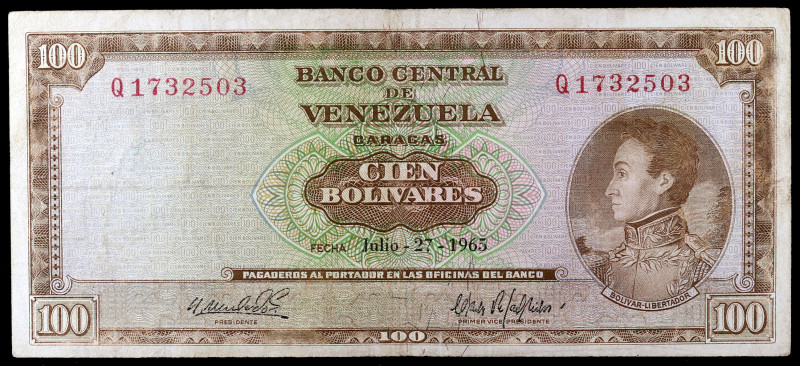 100 100
BANCO CENTRAL
Q1732503 Q1732503
DE
VENEZUELA
CARACAS
CIEN
BOLIVARES
FECHA: Julio - 27 - 1965
PAGADEROS AL PORTADOR EN LAS OFICINAS DEL BANCO
BOLIVAR-LIBERTADOR
PRESIDENTE PRIMER VICE PRESIDENTE
100 100 100